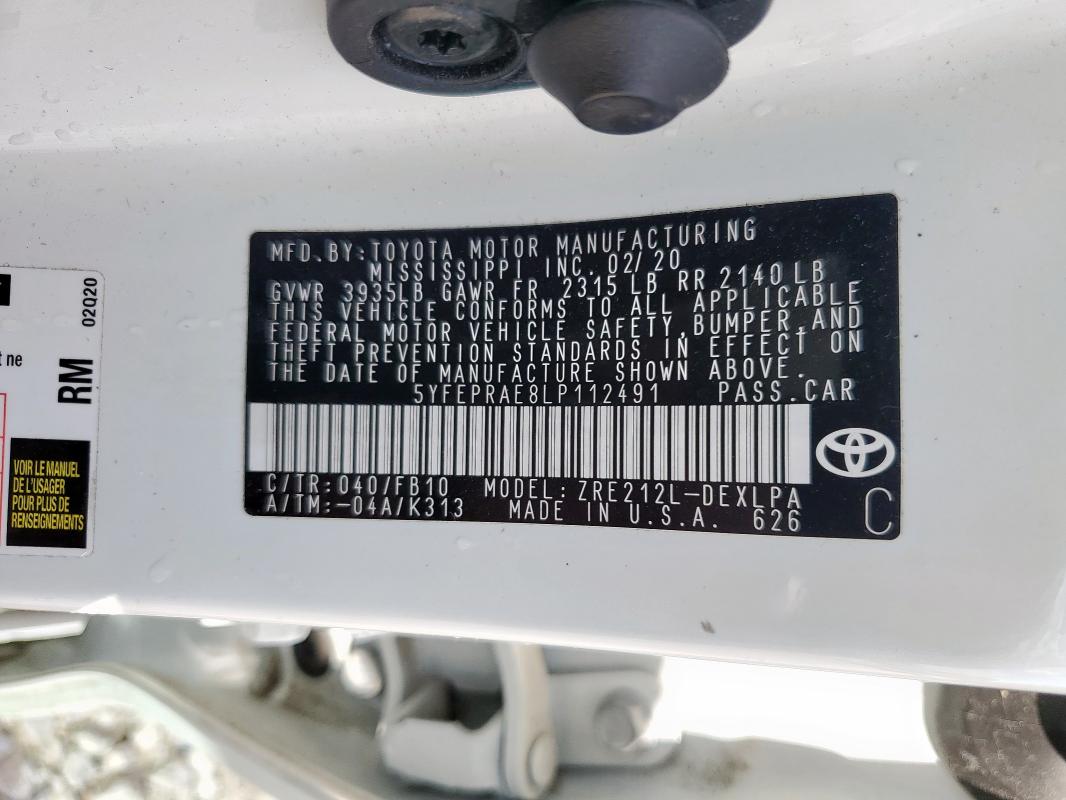 MFD.BY:TOYOTA MOTOR MANUFACTURING
MISSISSIPPI INC. 02/20
GVWR 3935LB GAWR FR 2315 LB RR 2140 LB
THIS VEHICLE CONFORMS TO ALL APPLICABLE
FEDERAL MOTOR VEHICLE SAFETY,BUMPER,AND
THEFT PREVENTION STANDARDS IN EFFECT ON
THE DATE OF MANUFACTURE SHOWN ABOVE.
5YFEPRAE8LP112491 PASS.CAR
C/TR:040/FB10 MODEL:ZRE212L-DEXLPA
A/TM:-04A/K313 MADE IN U.S.A. 626
C
02Q20
ne
RM
VOIR LE MANUEL
DE L'USAGER
POUR PLUS DE
RENSEIGNEMENTS